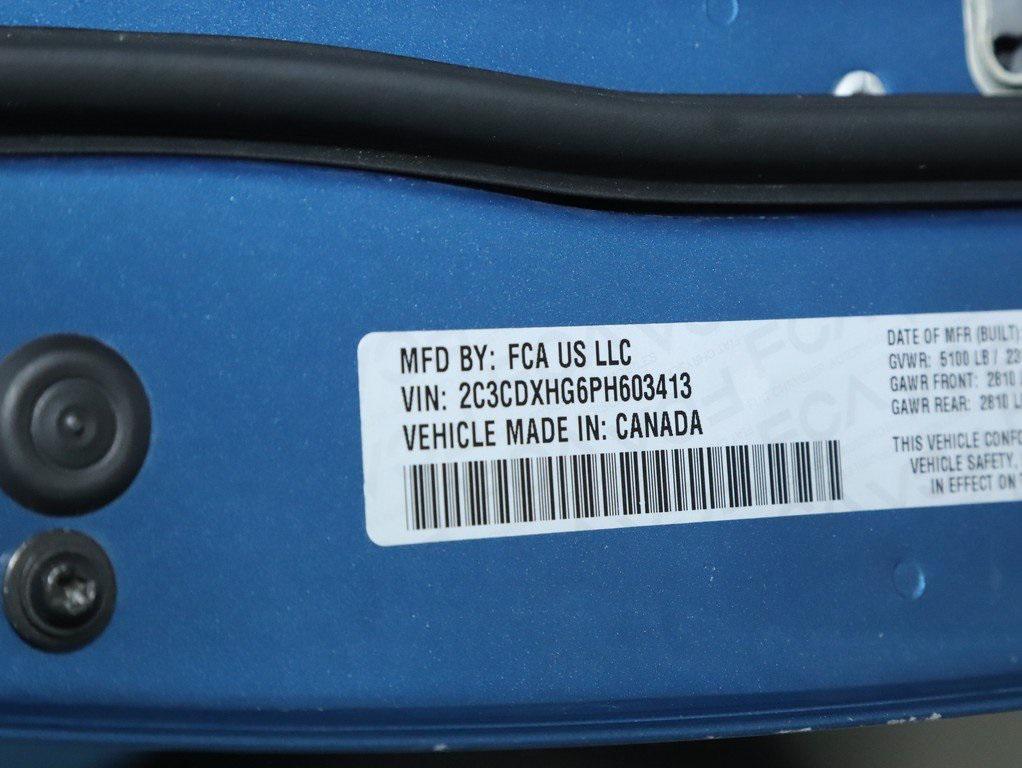 MFD BY: FCA US LLC
VIN: 2C3CDXHG6PH603413
VEHICLE MADE IN: CANADA
DATE OF MFR (BUILT):
GVWR: 5100 LB /
GAWR FRONT: 2810
GAWR REAR: 2810
THIS VEHICLE
VEHICLE SAFETY,
IN EFFECT ON